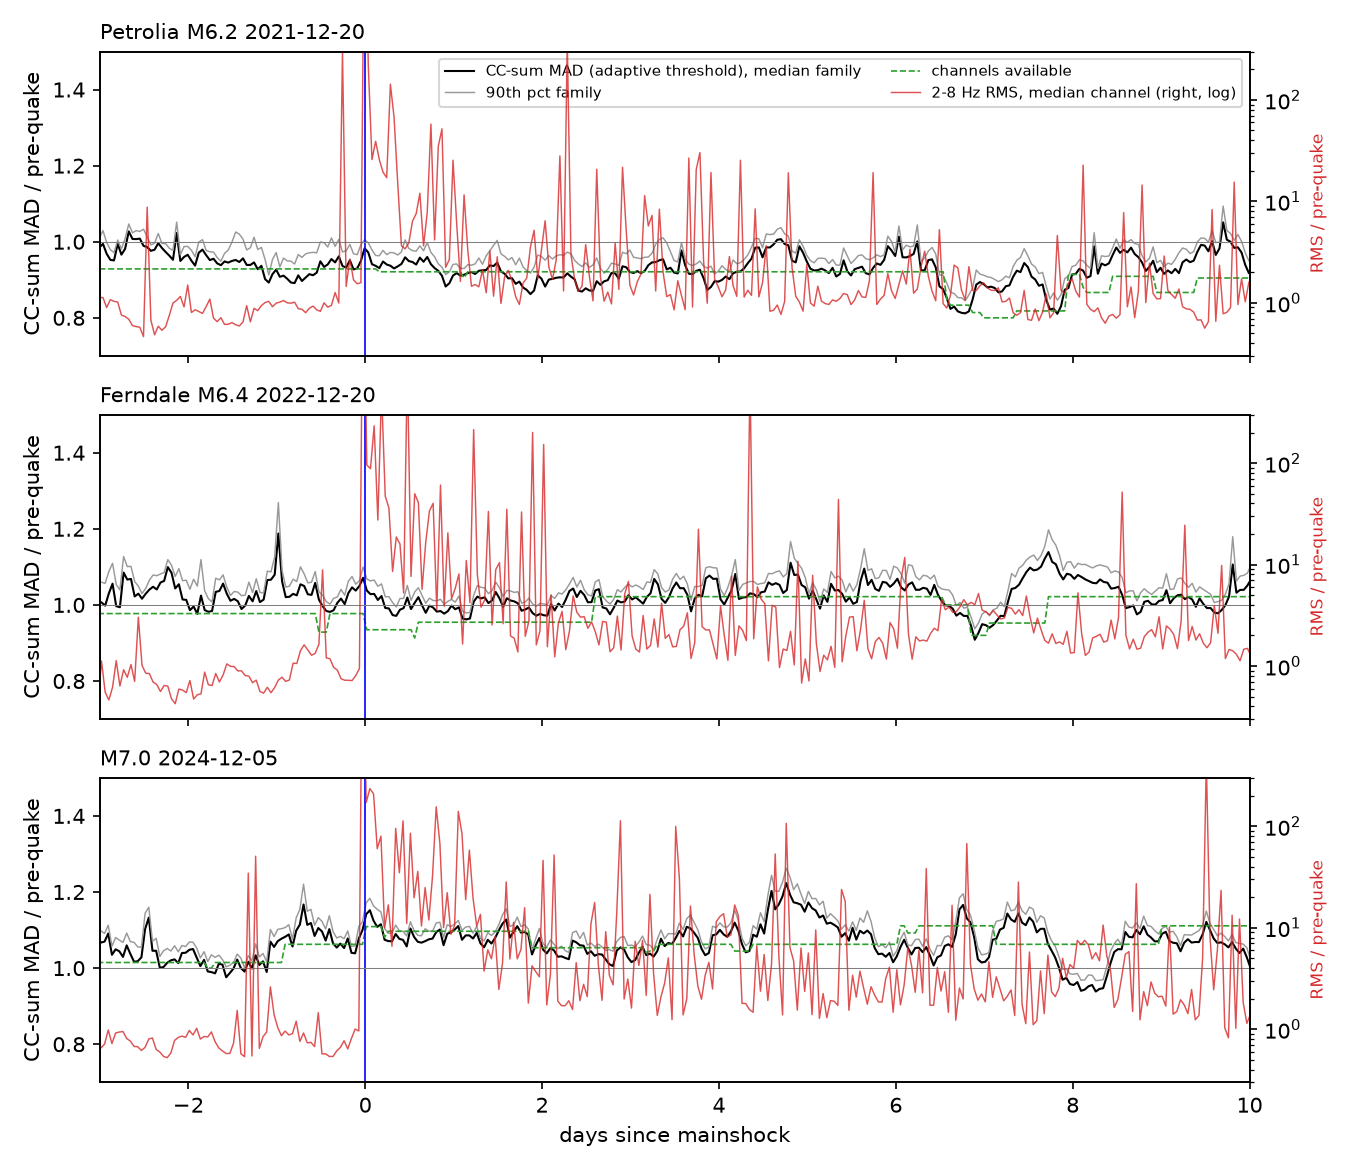 Petrolia M6.2 2021-12-20
CC-sum MAD (adaptive threshold), median family
90th pct family
channels available
2-8 Hz RMS, median channel (right, log)
CC-sum MAD / pre-quake
1.4
1.2
1.0
0.8
10²
10¹
10⁰
RMS / pre-quake
Ferndale M6.4 2022-12-20
CC-sum MAD / pre-quake
1.4
1.2
1.0
0.8
10²
10¹
10⁰
RMS / pre-quake
M7.0 2024-12-05
CC-sum MAD / pre-quake
1.4
1.2
1.0
0.8
10²
10¹
10⁰
RMS / pre-quake
−2 0 2 4 6 8 10
days since mainshock